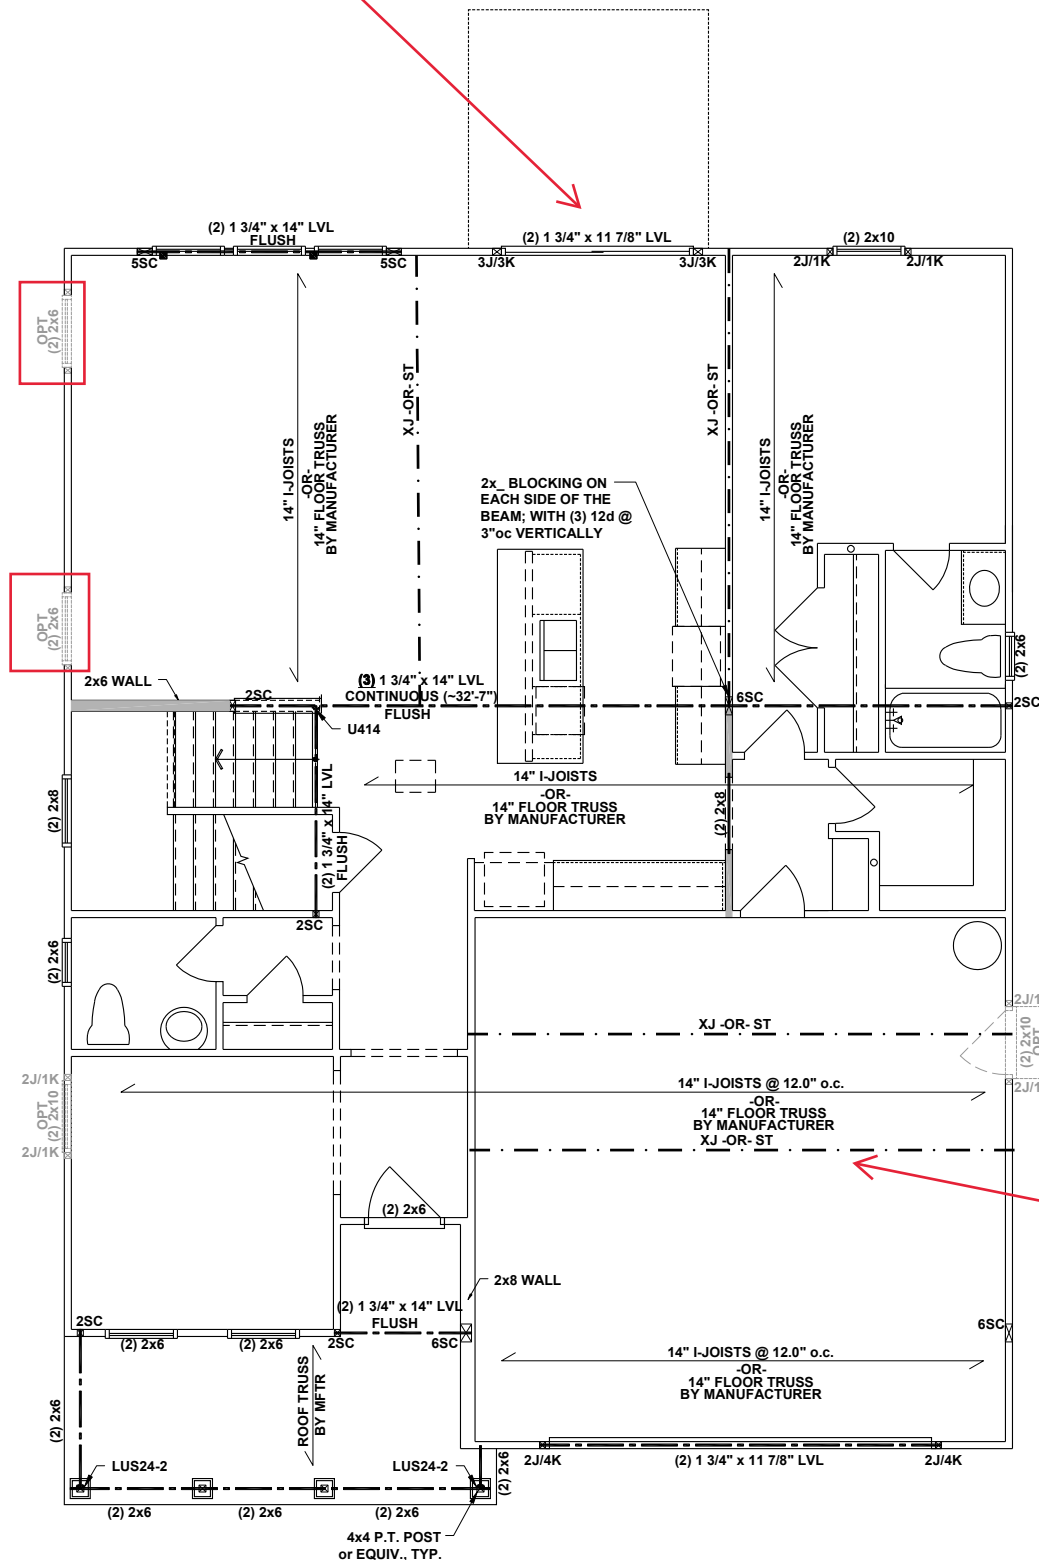 (2) 1 3/4" x 14" LVL
FLUSH
(2) 1 3/4" x 11 7/8" LVL
(2) 2x10
5SC
5SC
3J/3K
3J/3K
2J/1K
2J/1K
OPT
(2) 2x6
XJ -OR- ST
XJ -OR- ST
14" I-JOISTS
-OR-
14" FLOOR TRUSS
BY MANUFACTURER
2x_ BLOCKING ON
EACH SIDE OF THE
BEAM; WITH (3) 12d @
3"oc VERTICALLY
14" I-JOISTS
-OR-
14" FLOOR TRUSS
BY MANUFACTURER
OPT
(2) 2x6
(2) 2x6
2x6 WALL
2SC
(3) 1 3/4" x 14" LVL
CONTINUOUS (~32'-7")
FLUSH
6SC
2SC
U414
14" I-JOISTS
-OR-
14" FLOOR TRUSS
BY MANUFACTURER
(2) 2x8
(2) 1 3/4" x 14" LVL
FLUSH
(2) 2x8
2SC
(2) 2x6
XJ -OR- ST
2J/1
(2) 2x10
OPT
2J/1
2J/1K
OPT
(2) 2x10
2J/1K
14" I-JOISTS @ 12.0" o.c.
-OR-
14" FLOOR TRUSS
BY MANUFACTURER
XJ -OR- ST
(2) 2x6
2x8 WALL
(2) 1 3/4" x 14" LVL
FLUSH
2SC
2SC
6SC
6SC
(2) 2x6
(2) 2x6
14" I-JOISTS @ 12.0" o.c.
-OR-
14" FLOOR TRUSS
BY MANUFACTURER
ROOF TRUSS
BY MFTR
(2) 2x6
2J/4K
(2) 1 3/4" x 11 7/8" LVL
2J/4K
LUS24-2
LUS24-2
(2) 2x6
(2) 2x6
(2) 2x6
(2) 2x6
4x4 P.T. POST
or EQUIV., TYP.